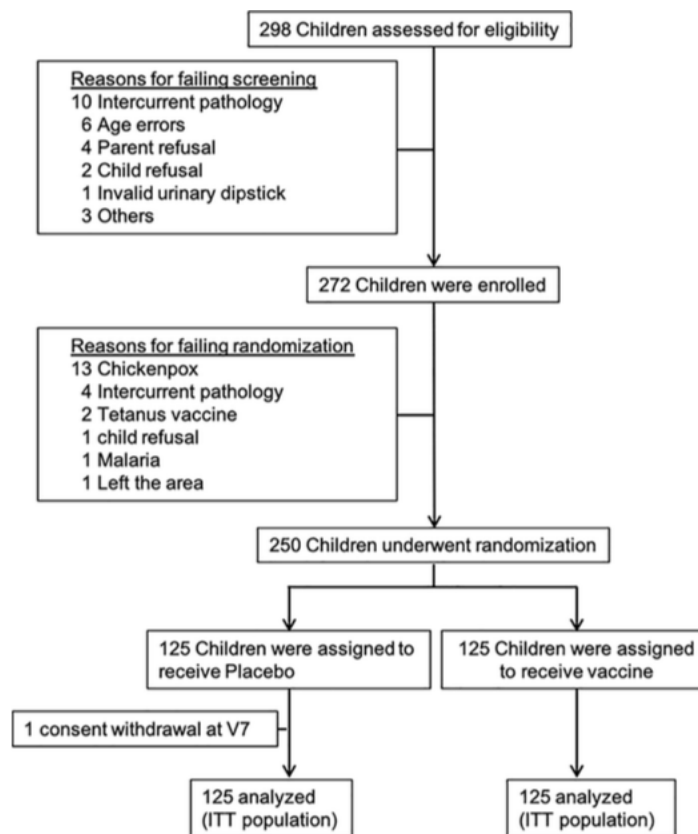 298 Children assessed for eligibility
Reasons for failing screening
10 Intercurrent pathology
6 Age errors
4 Parent refusal
2 Child refusal
1 Invalid urinary dipstick
3 Others
272 Children were enrolled
Reasons for failing randomization
13 Chickenpox
4 Intercurrent pathology
2 Tetanus vaccine
1 child refusal
1 Malaria
1 Left the area
250 Children underwent randomization
125 Children were assigned to
receive Placebo
125 Children were assigned
to receive vaccine
1 consent withdrawal at V7
125 analyzed
(ITT population)
125 analyzed
(ITT population)